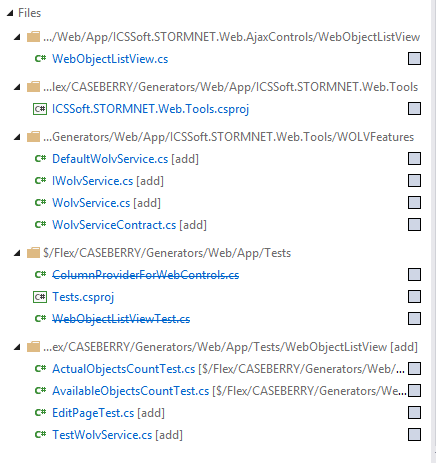 Files
.../Web/App/ICSSoft.STORMNET.Web.AjaxControls/WebObjectListView
C# WebObjectListView.cs
...lex/CASEBERRY/Generators/Web/App/ICSSoft.STORMNET.Web.Tools
C# ICSSoft.STORMNET.Web.Tools.csproj
...Generators/Web/App/ICSSoft.STORMNET.Web.Tools/WOLVFeatures
C# DefaultWolvService.cs [add]
C# IWolvService.cs [add]
C# WolvService.cs [add]
C# WolvServiceContract.cs [add]
$/Flex/CASEBERRY/Generators/Web/App/Tests
C# ColumnProviderForWebControls.cs
C# Tests.csproj
C# WebObjectListViewTest.cs
...ex/CASEBERRY/Generators/Web/App/Tests/WebObjectListView [add]
C# ActualObjectsCountTest.cs [$/Flex/CASEBERRY/Generators/Web/...
C# AvailableObjectsCountTest.cs [$/Flex/CASEBERRY/Generators/We...
C# EditPageTest.cs [add]
C# TestWolvService.cs [add]